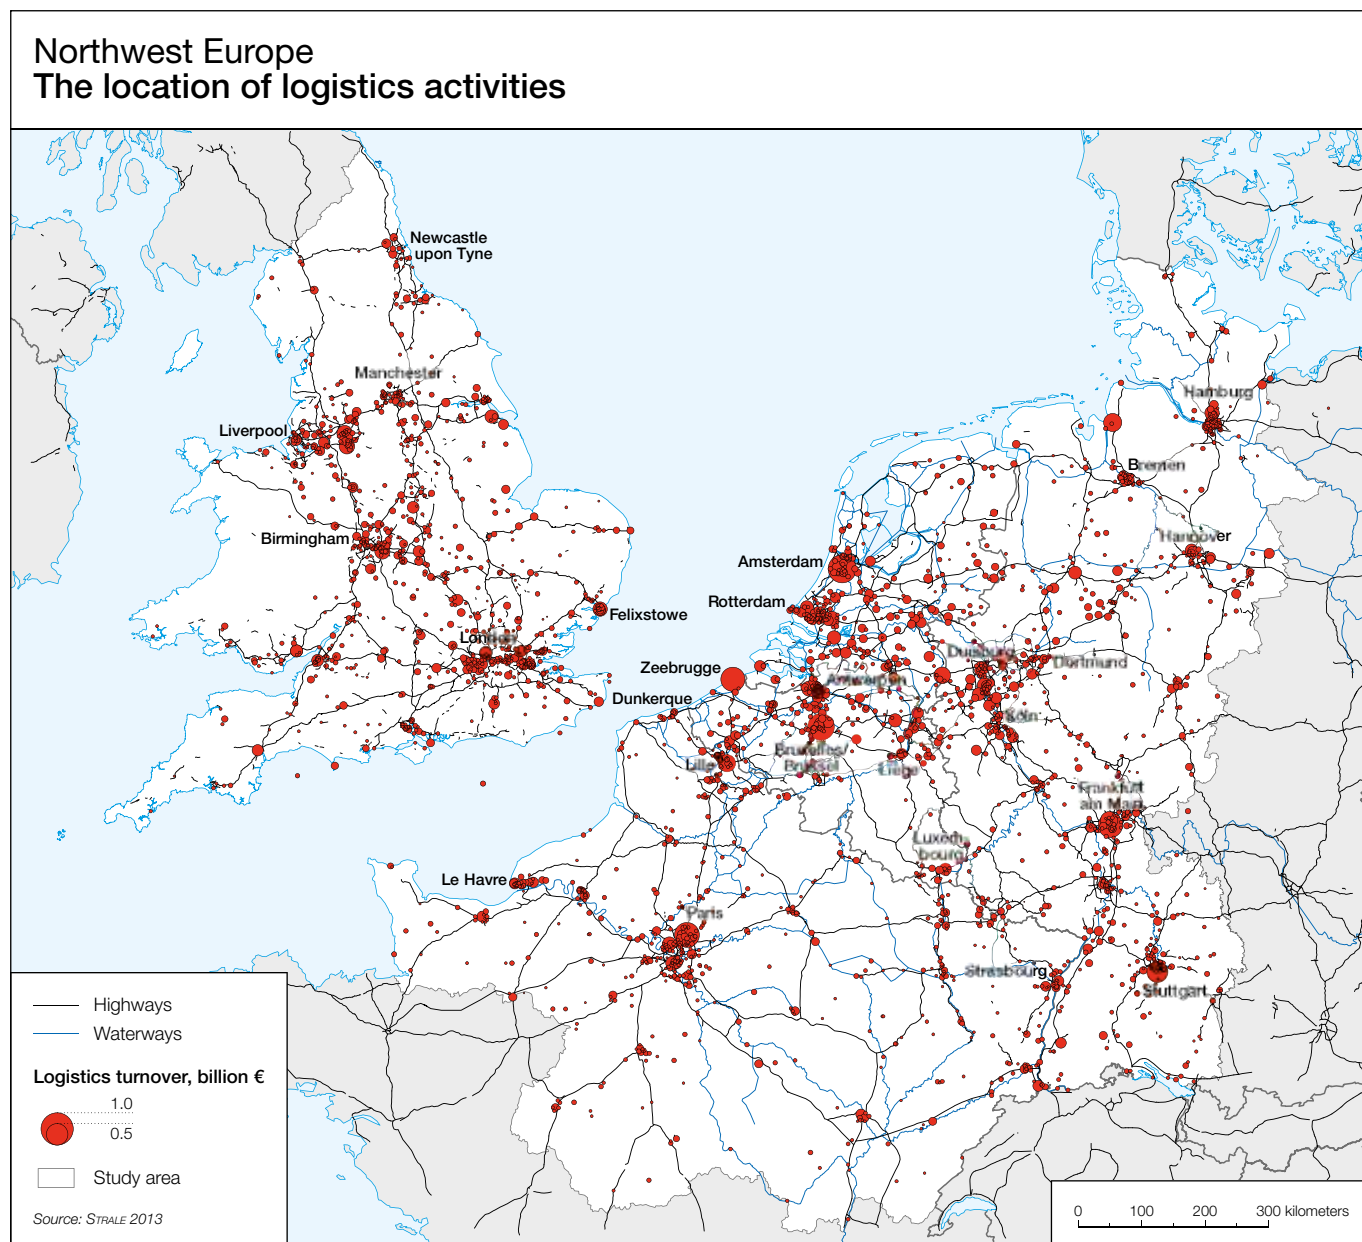 Northwest Europe
The location of logistics activities
Newcastle
upon Tyne
Manchester
Hamburg
Liverpool
Bremen
Birmingham
Hannover
Amsterdam
Rotterdam
Felixstowe
London
Duisburg
Dortmund
Zeebrugge
Antwerpen
Dunkerque
Köln
Bruxelles/
Brussel
Lille
Liège
Frankfurt
am Main
Luxem-
bourg
Le Havre
Paris
Strasbourg
Stuttgart
Highways
Waterways
Logistics turnover, billion €
1.0
0.5
Study area
Source: STRALE 2013
0 100 200 300 kilometers